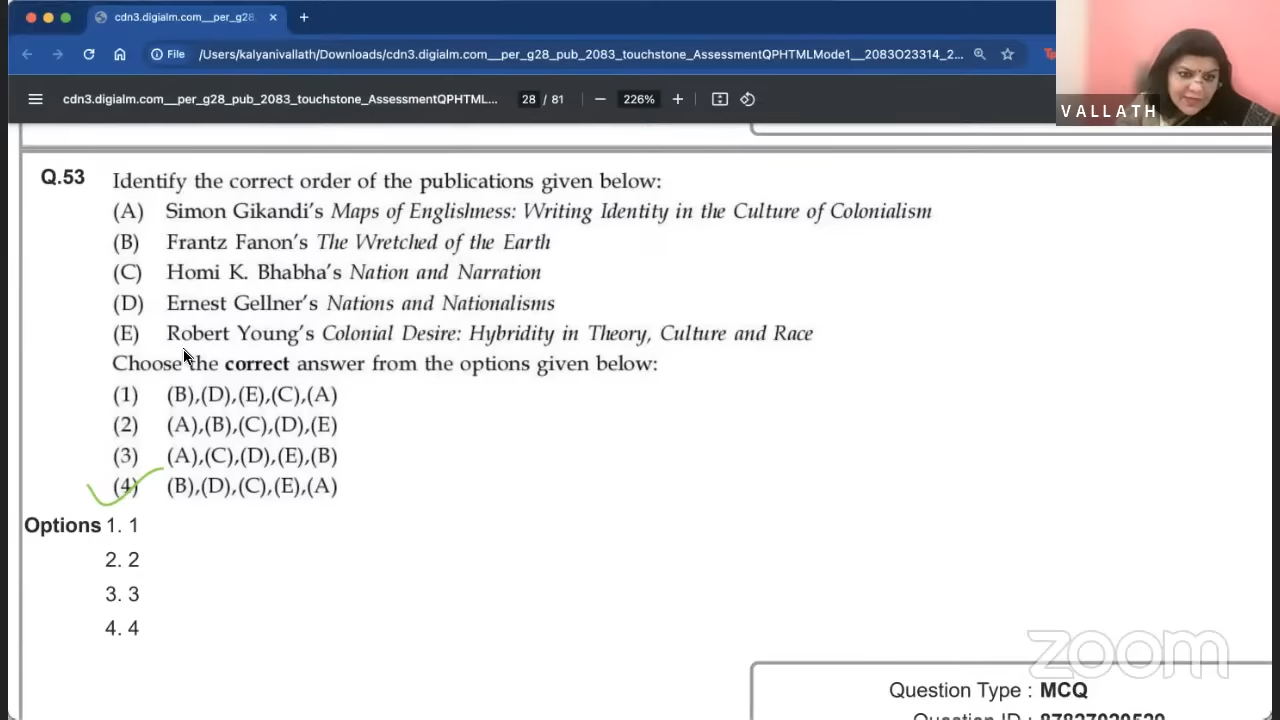 cdn3.digialm.com__per_g28
File
/Users/kalyanivallath/Downloads/cdn3.digialm.com__per_g28_pub_2083_touchstone_AssessmentQPHTMLMode1__2083O23314_2...
cdn3.digialm.com__per_g28_pub_2083_touchstone_AssessmentQPHTML...
28 / 81
226%
VALLATH
Q.53
Identify the correct order of the publications given below:
(A) Simon Gikandi's Maps of Englishness: Writing Identity in the Culture of Colonialism
(B) Frantz Fanon's The Wretched of the Earth
(C) Homi K. Bhabha's Nation and Narration
(D) Ernest Gellner's Nations and Nationalisms
(E) Robert Young's Colonial Desire: Hybridity in Theory, Culture and Race
Choose the correct answer from the options given below:
(1) (B),(D),(E),(C),(A)
(2) (A),(B),(C),(D),(E)
(3) (A),(C),(D),(E),(B)
(4) (B),(D),(C),(E),(A)
Options 1. 1
2. 2
3. 3
4. 4
zoom
Question Type : MCQ